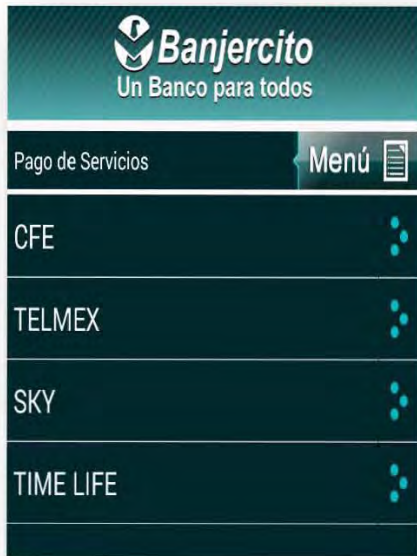 Banjercito
Un Banco para todos
Pago de Servicios
Menú
CFE
TELMEX
SKY
TIME LIFE